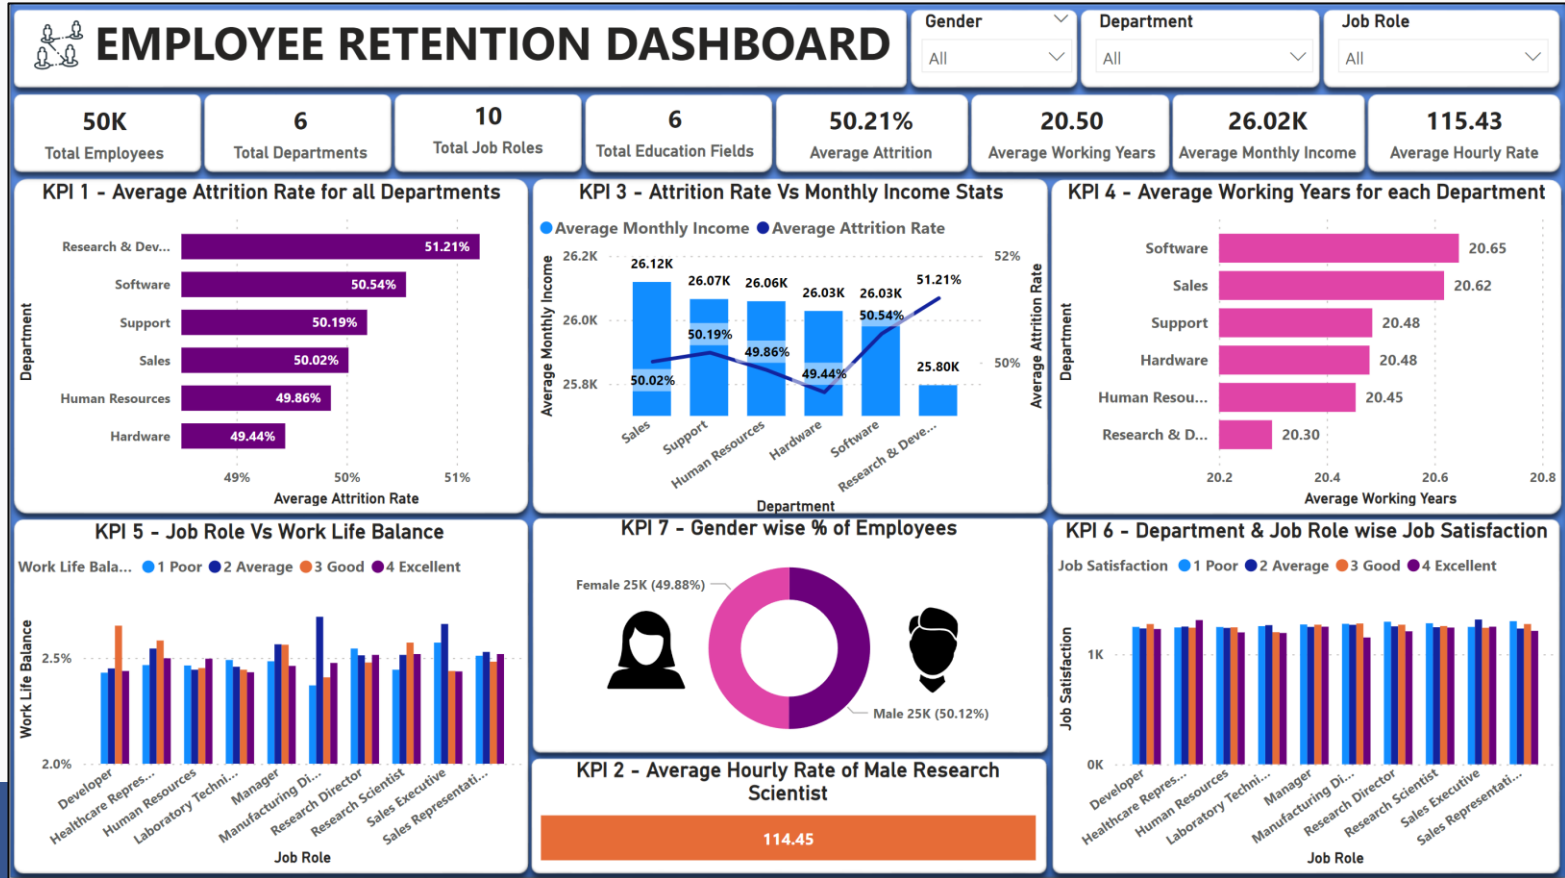 EMPLOYEE RETENTION DASHBOARD
Gender
All
Department
All
Job Role
All
50K
Total Employees
6
Total Departments
10
Total Job Roles
6
Total Education Fields
50.21%
Average Attrition
20.50
Average Working Years
26.02K
Average Monthly Income
115.43
Average Hourly Rate
KPI 1 - Average Attrition Rate for all Departments
Department
Research & Dev...
51.21%
Software
50.54%
Support
50.19%
Sales
50.02%
Human Resources
49.86%
Hardware
49.44%
49%
50%
51%
Average Attrition Rate
KPI 3 - Attrition Rate Vs Monthly Income Stats
Average Monthly Income
Average Attrition Rate
Average Monthly Income
26.2K
26.0K
25.8K
26.12K
26.07K
26.06K
26.03K
26.03K
25.80K
50.02%
50.19%
49.86%
49.44%
50.54%
51.21%
52%
50%
Average Attrition Rate
Sales
Support
Human Resources
Hardware
Software
Research & Deve...
Department
KPI 4 - Average Working Years for each Department
Department
Software
20.65
Sales
20.62
Support
20.48
Hardware
20.48
Human Resou...
20.45
Research & D...
20.30
20.2
20.4
20.6
20.8
Average Working Years
KPI 5 - Job Role Vs Work Life Balance
Work Life Bala...
1 Poor
2 Average
3 Good
4 Excellent
Work Life Balance
2.5%
2.0%
Developer
Healthcare Repres...
Human Resources
Laboratory Techni...
Manager
Manufacturing Di...
Research Director
Research Scientist
Sales Executive
Sales Representati...
Job Role
KPI 7 - Gender wise % of Employees
Female 25K (49.88%)
Male 25K (50.12%)
KPI 2 - Average Hourly Rate of Male Research
Scientist
114.45
KPI 6 - Department & Job Role wise Job Satisfaction
Job Satisfaction
1 Poor
2 Average
3 Good
4 Excellent
Job Satisfaction
1K
0K
Developer
Healthcare Repres...
Human Resources
Laboratory Techni...
Manager
Manufacturing Di...
Research Director
Research Scientist
Sales Executive
Sales Representati...
Job Role